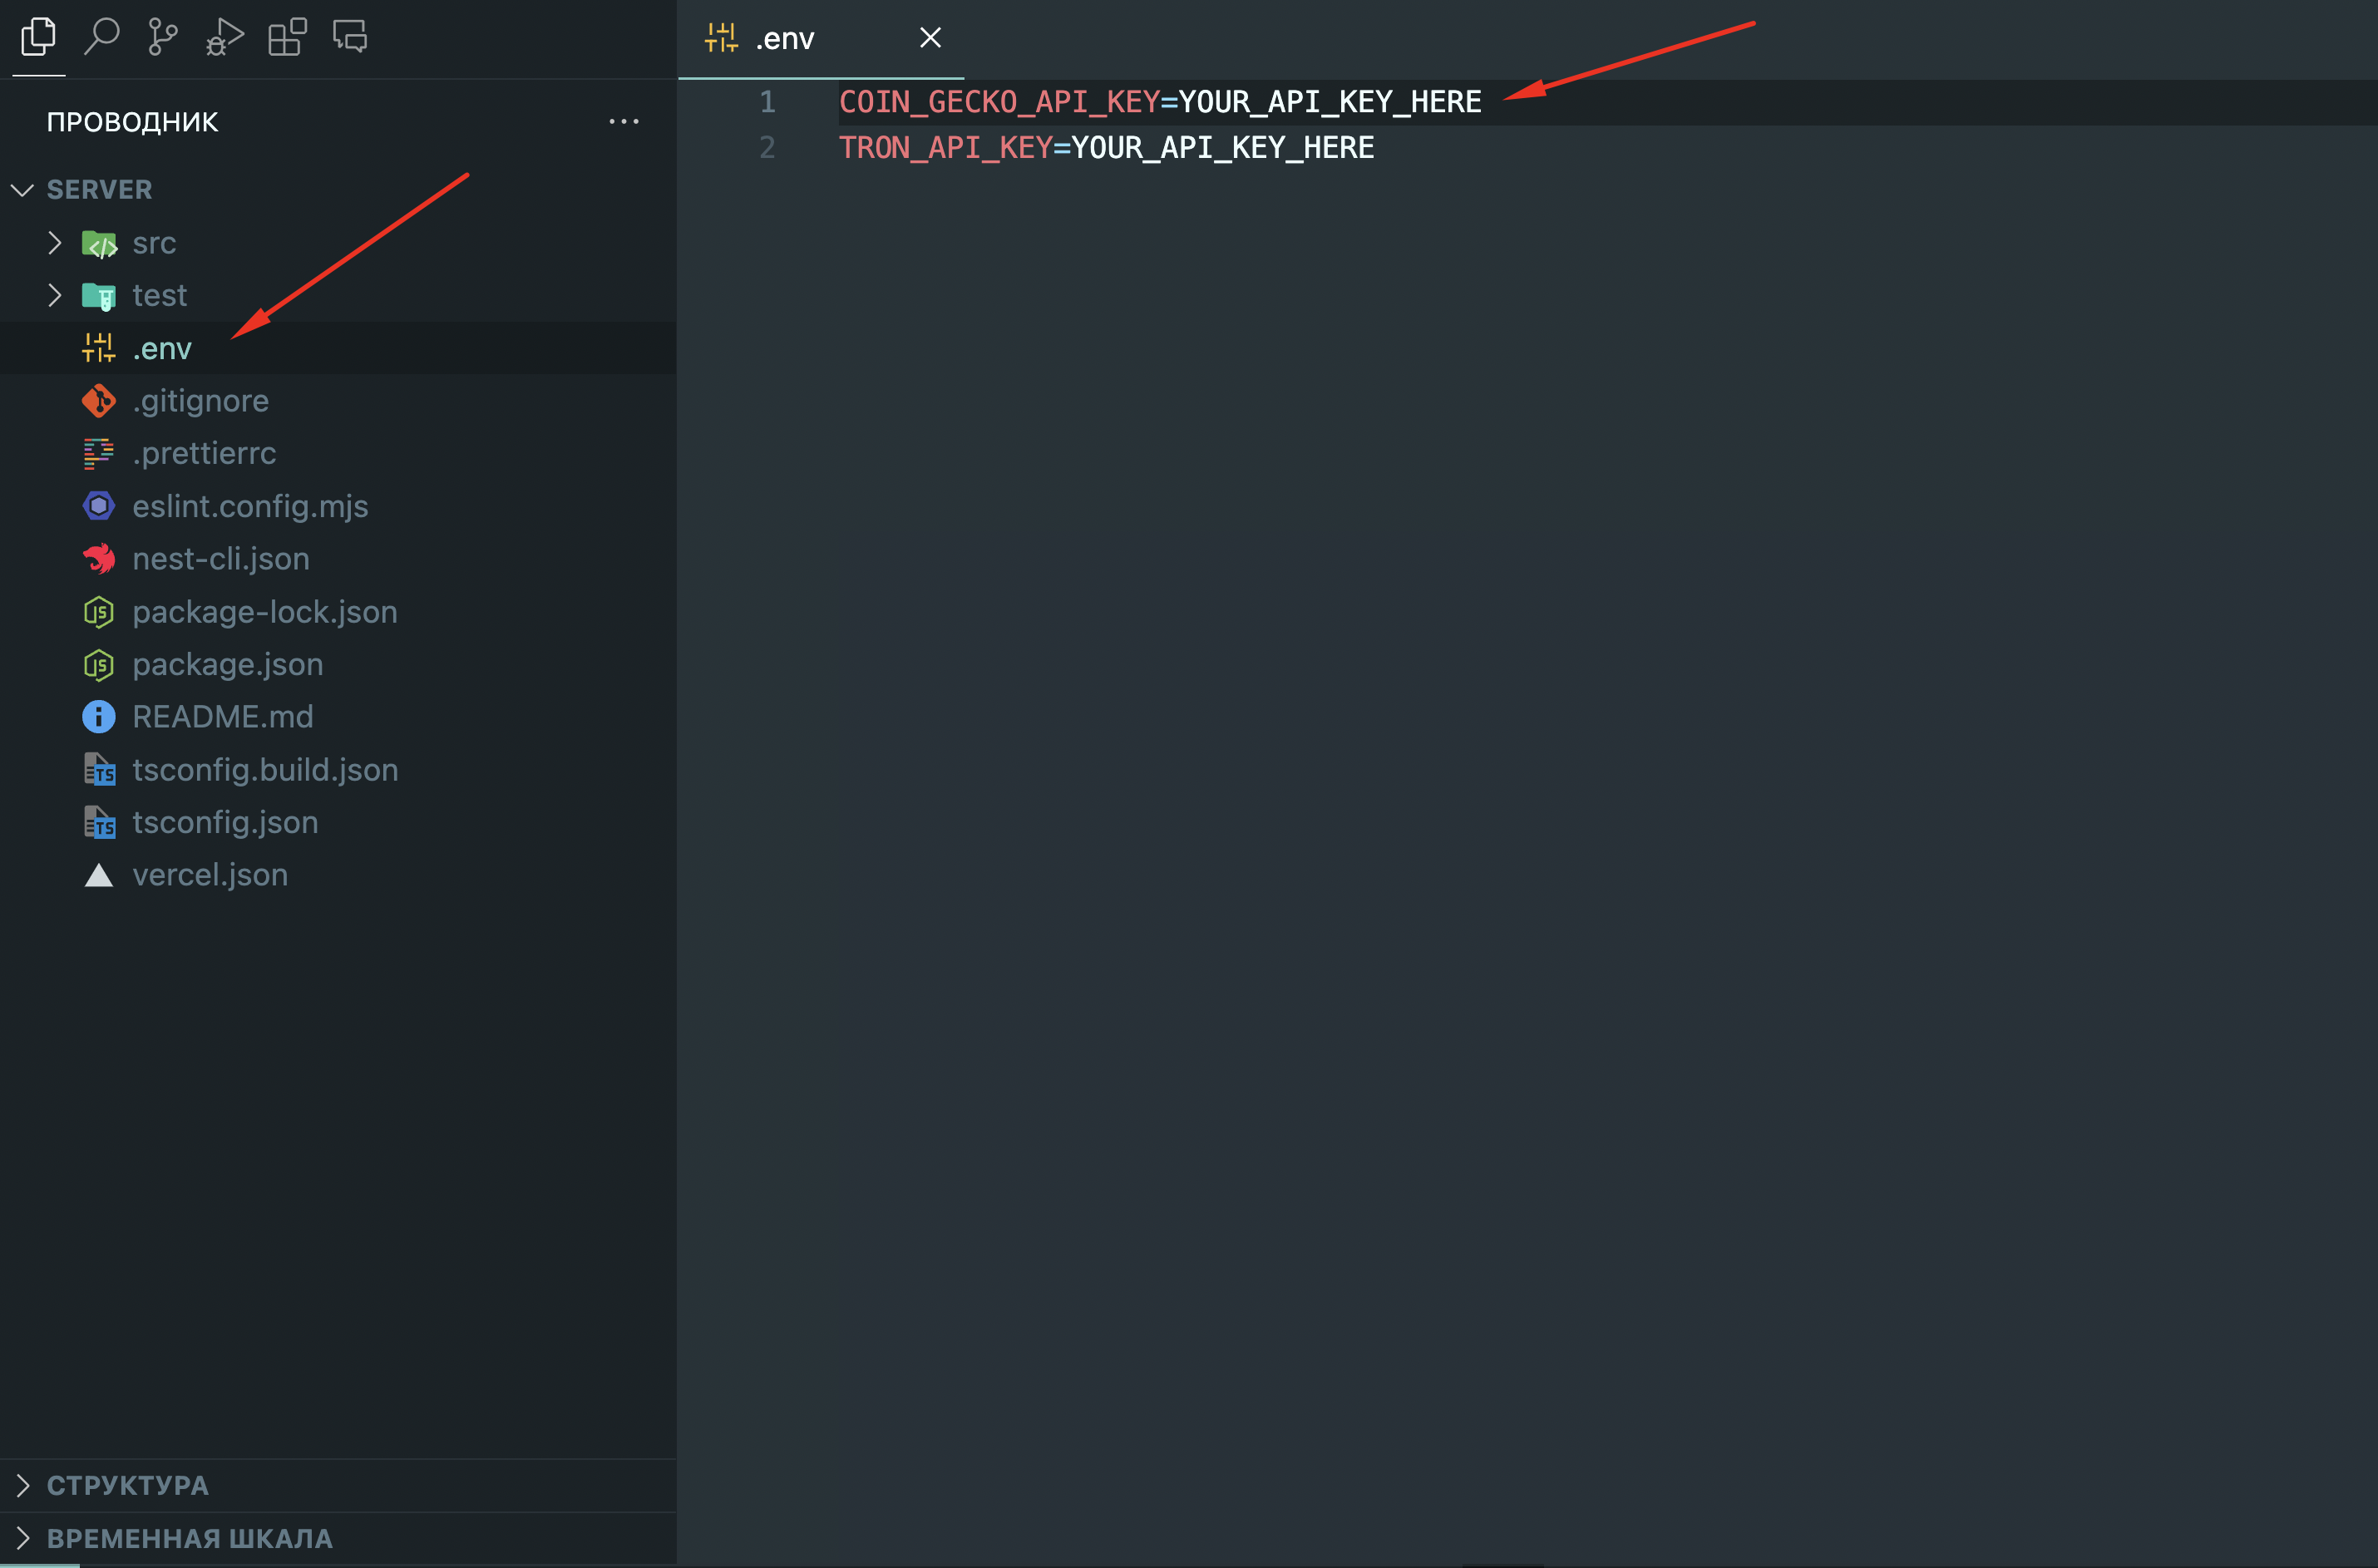 .env
ПРОВОДНИК
SERVER
src
test
.env
.gitignore
.prettierrc
eslint.config.mjs
nest-cli.json
package-lock.json
package.json
README.md
tsconfig.build.json
tsconfig.json
vercel.json
СТРУКТУРА
ВРЕМЕННАЯ ШКАЛА
1 COIN_GECKO_API_KEY=YOUR_API_KEY_HERE
2 TRON_API_KEY=YOUR_API_KEY_HERE